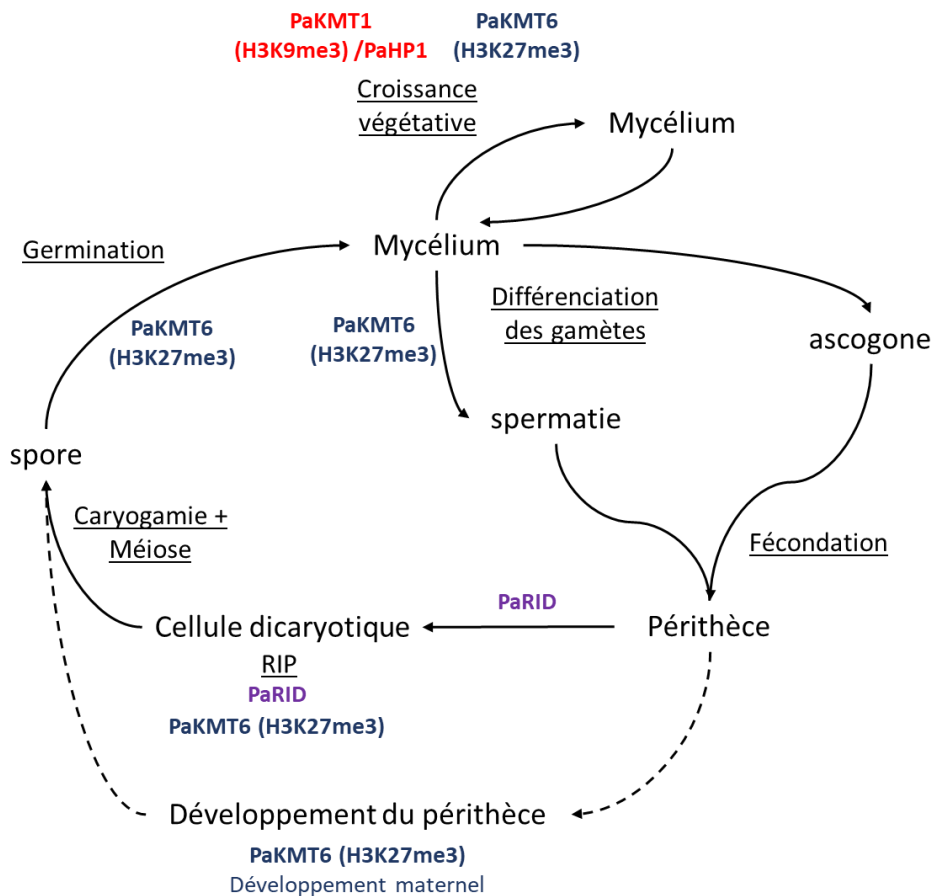 PaKMT1
(H3K9me3) /PaHP1
PaKMT6
(H3K27me3)
Croissance
végétative
Mycélium
Germination
Mycélium
Différenciation
des gamètes
PaKMT6
(H3K27me3)
PaKMT6
(H3K27me3)
ascogone
spermatie
spore
Caryogamie +
Méiose
Fécondation
PaRID
Cellule dicaryotique
Périthèce
RIP
PaRID
PaKMT6 (H3K27me3)
Développement du périthèce
PaKMT6 (H3K27me3)
Développement maternel